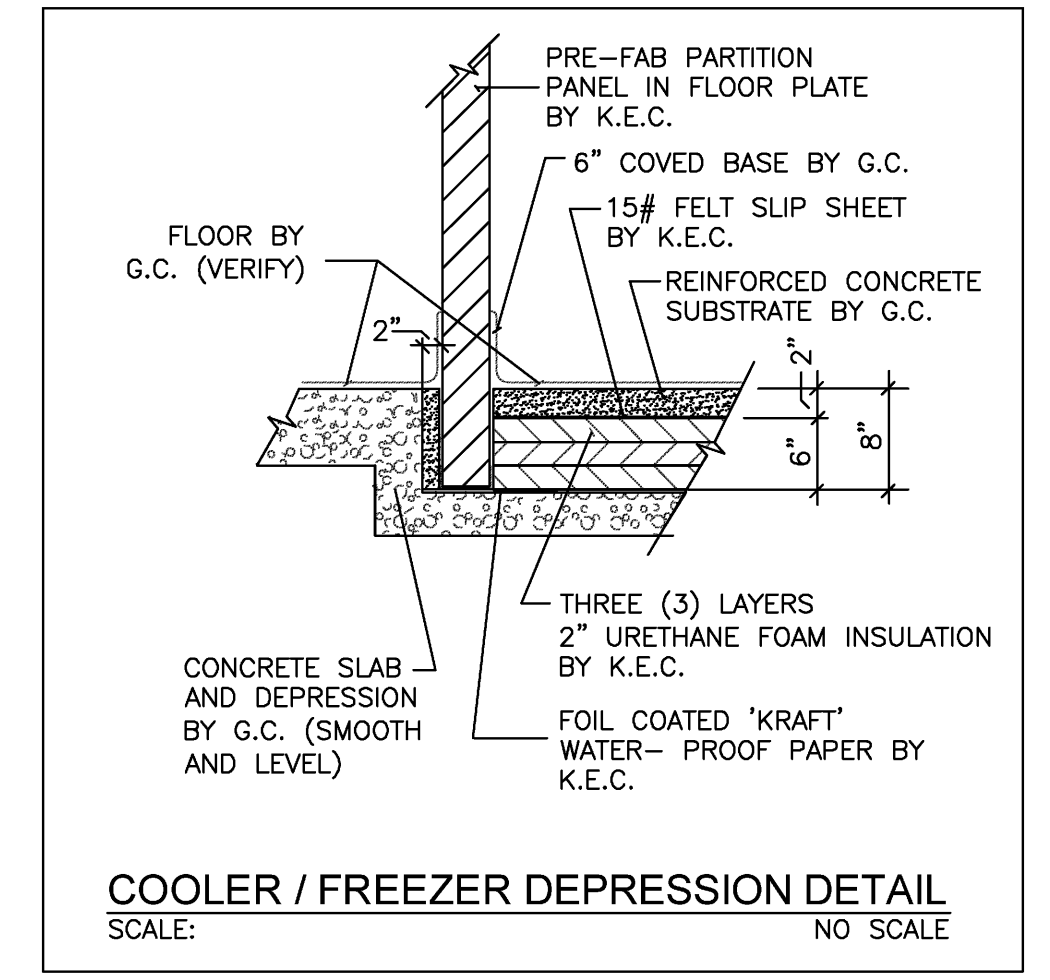 PRE-FAB PARTITION
PANEL IN FLOOR PLATE
BY K.E.C.
6" COVED BASE BY G.C.
15# FELT SLIP SHEET
BY K.E.C.
FLOOR BY
G.C. (VERIFY)
REINFORCED CONCRETE
SUBSTRATE BY G.C.
2"
2"
6"
8"
THREE (3) LAYERS
2" URETHANE FOAM INSULATION
BY K.E.C.
CONCRETE SLAB
AND DEPRESSION
BY G.C. (SMOOTH
AND LEVEL)
FOIL COATED 'KRAFT'
WATER- PROOF PAPER BY
K.E.C.
COOLER / FREEZER DEPRESSION DETAIL
SCALE: NO SCALE